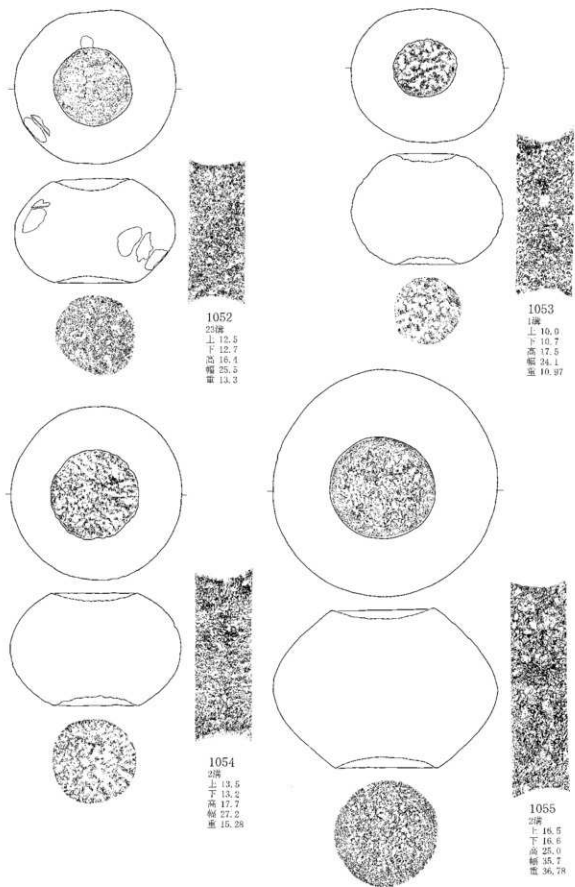 1052
23溝
上 12.5
下 12.7
高 16.4
幅 25.5
重 13.3
1053
1溝
上 10.0
下 10.7
高 17.5
幅 24.1
重 10.97
1054
2溝
上 13.5
下 13.2
高 17.7
幅 27.2
重 15.28
1055
2溝
上 16.5
下 16.6
高 25.0
幅 35.7
重 36.78